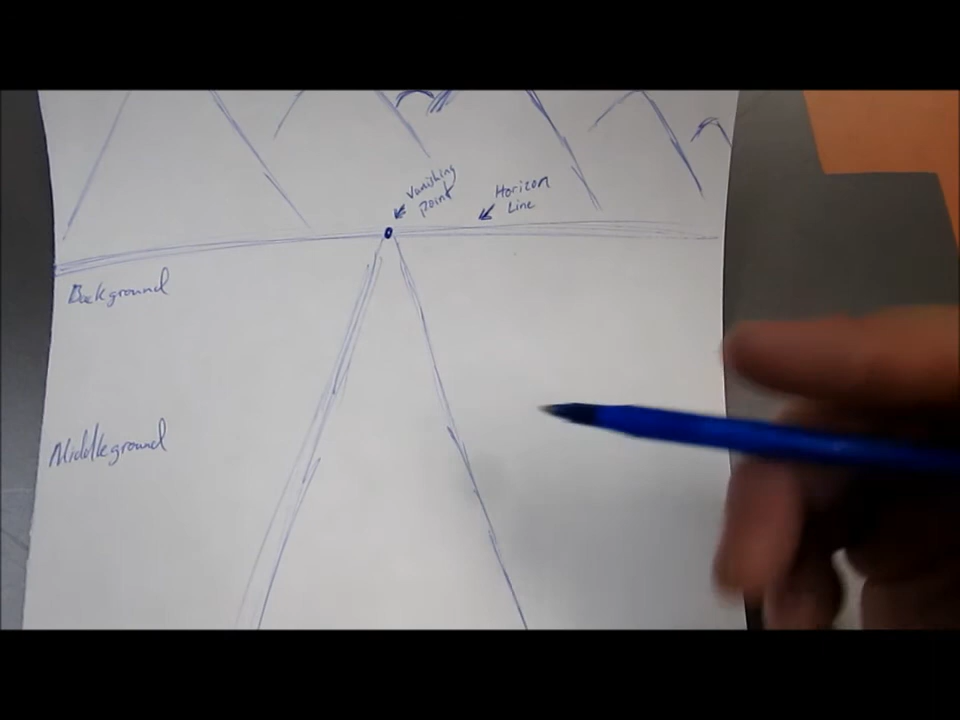 Vanishing
point
Horizon
Line
Background
Middleground